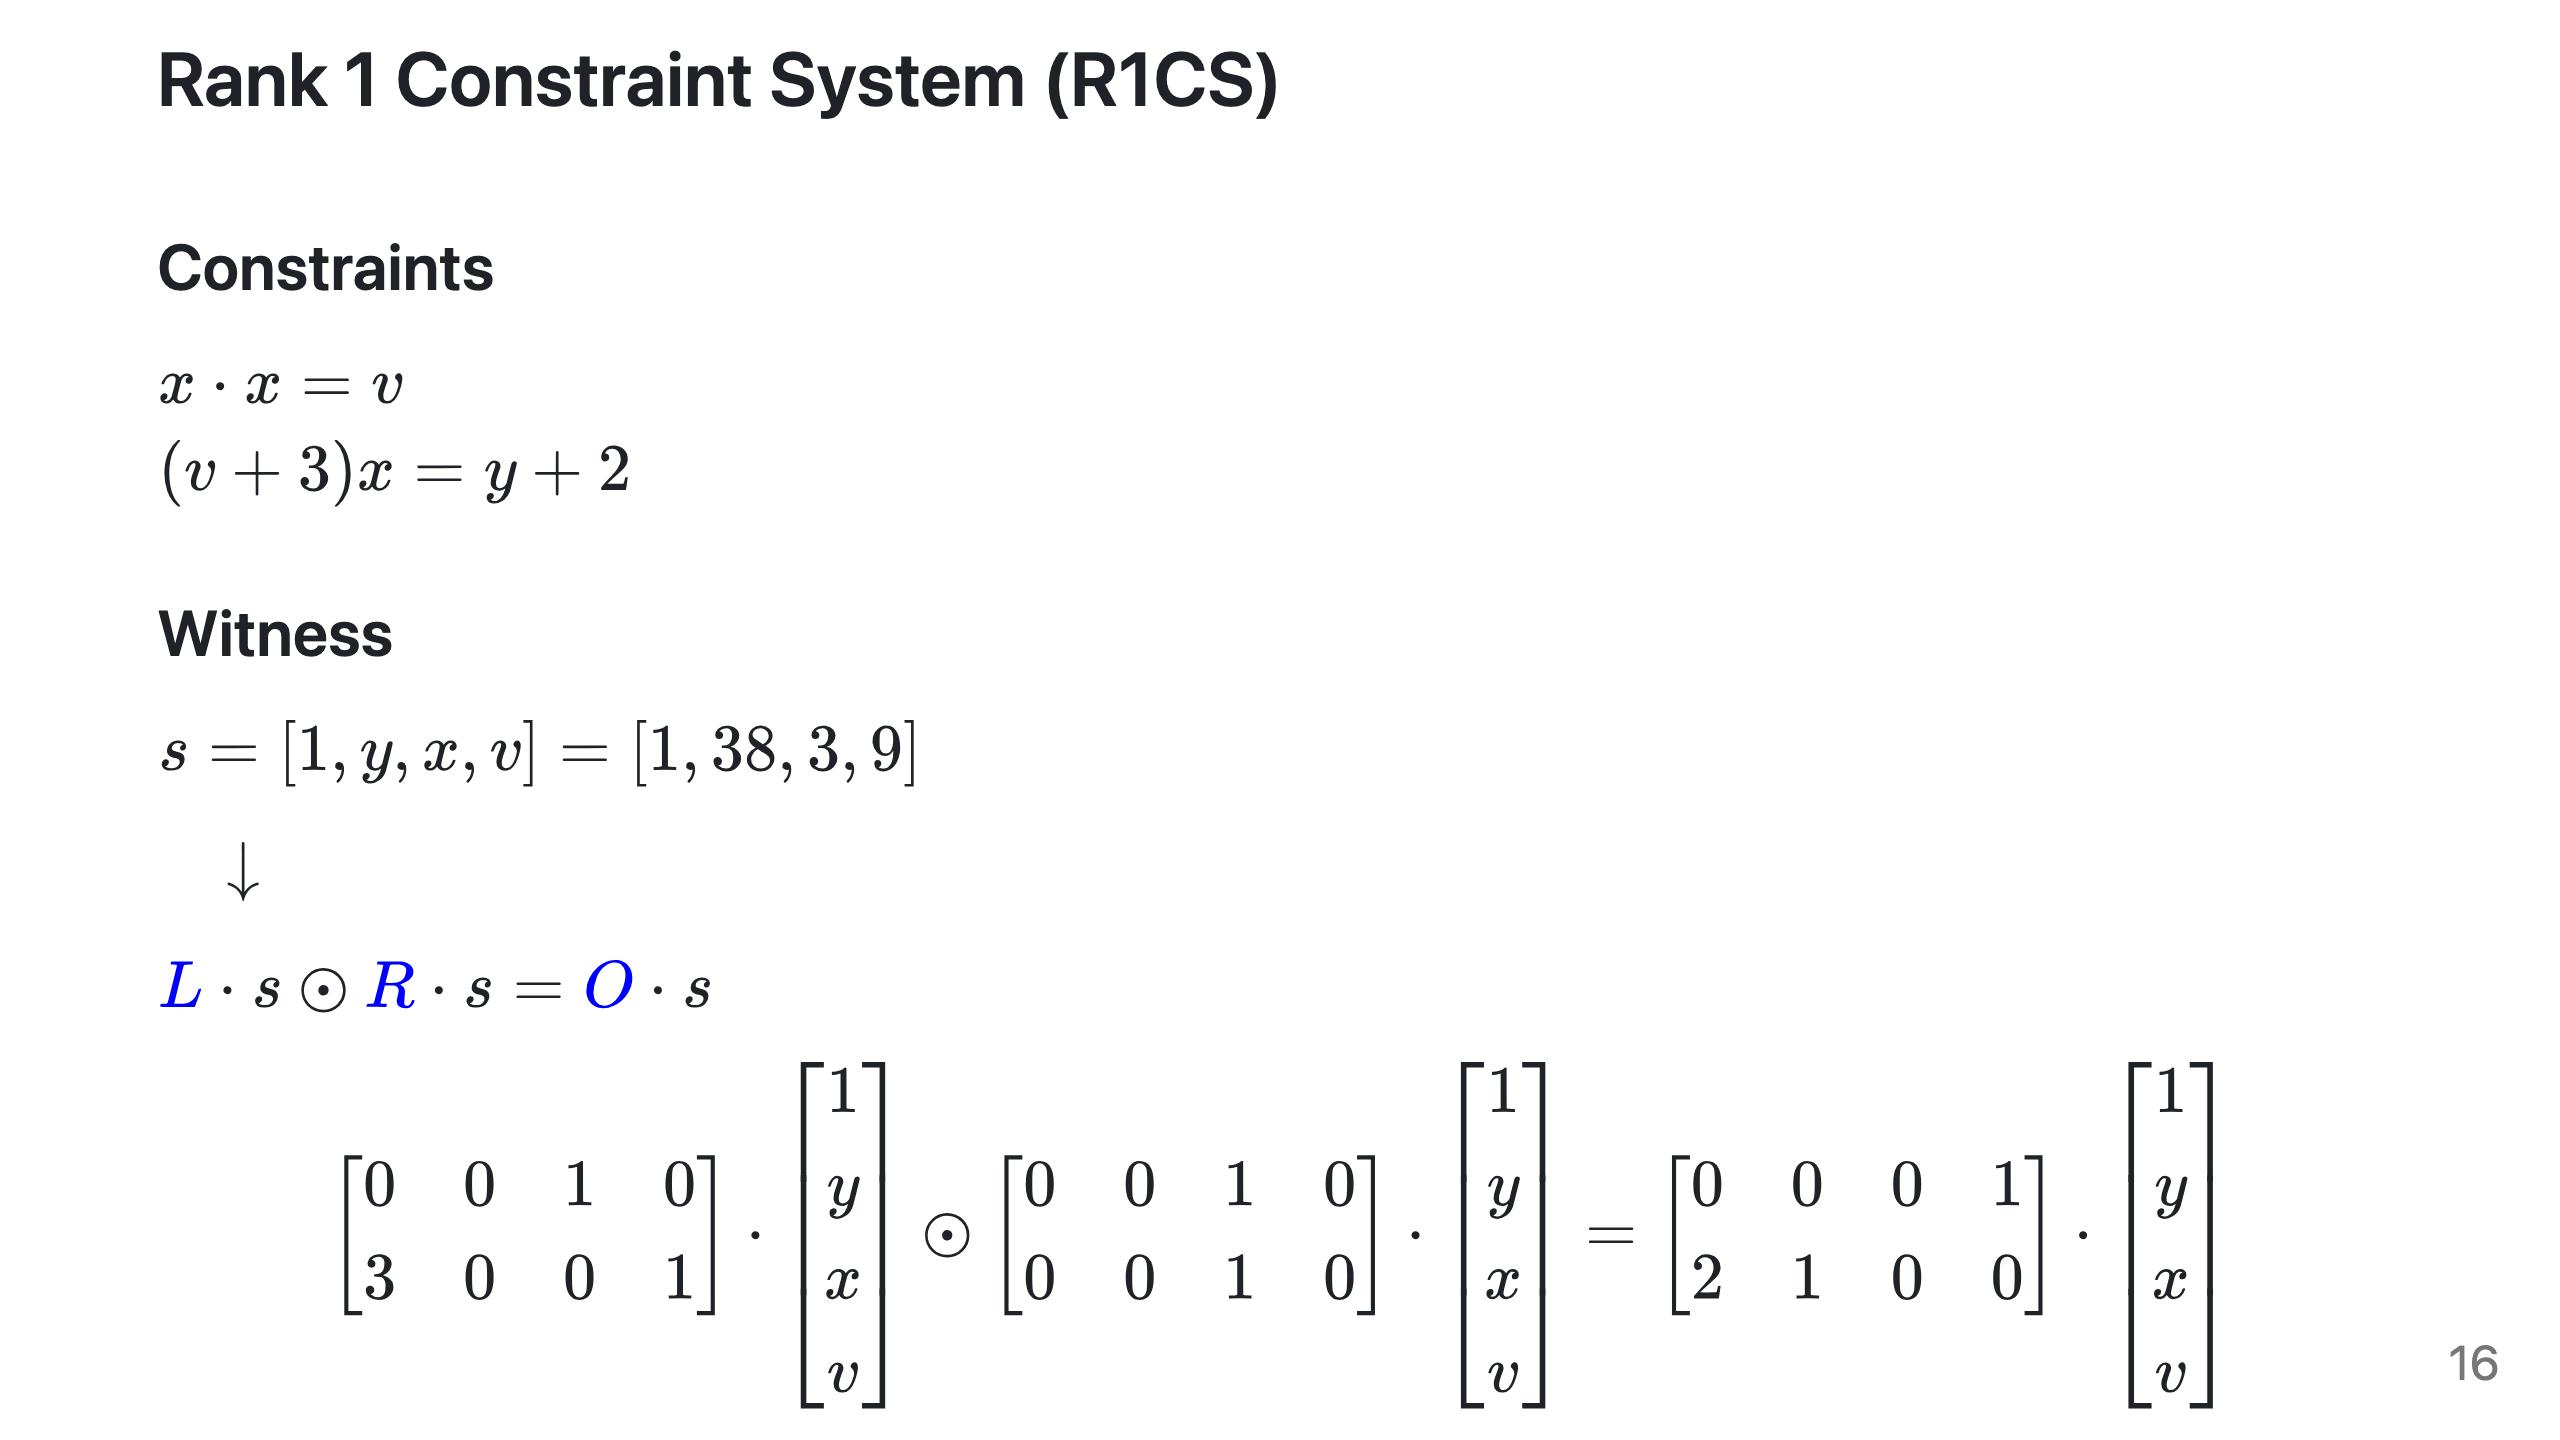 Rank 1 Constraint System (R1CS)
Constraints
x · x = v
(v + 3)x = y + 2
Witness
s = [1, y, x, v] = [1, 38, 3, 9]
↓
L · s ⊙ R · s = O · s
[0 0 1 0; 3 0 0 1] · [1; y; x; v] ⊙ [0 0 1 0; 0 0 1 0] · [1; y; x; v] = [0 0 0 1; 2 1 0 0] · [1; y; x; v]
16